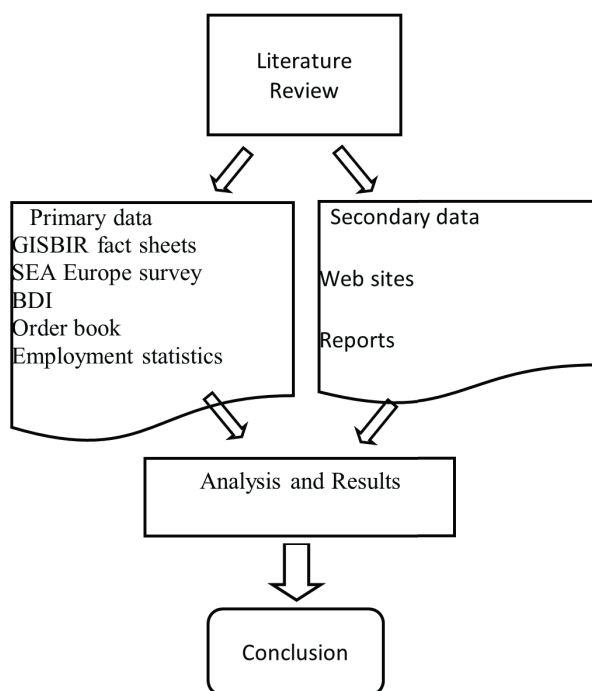 Literature
Review
Primary data
GISBIR fact sheets
SEA Europe survey
BDI
Order book
Employment statistics
Secondary data
Web sites
Reports
Analysis and Results
Conclusion